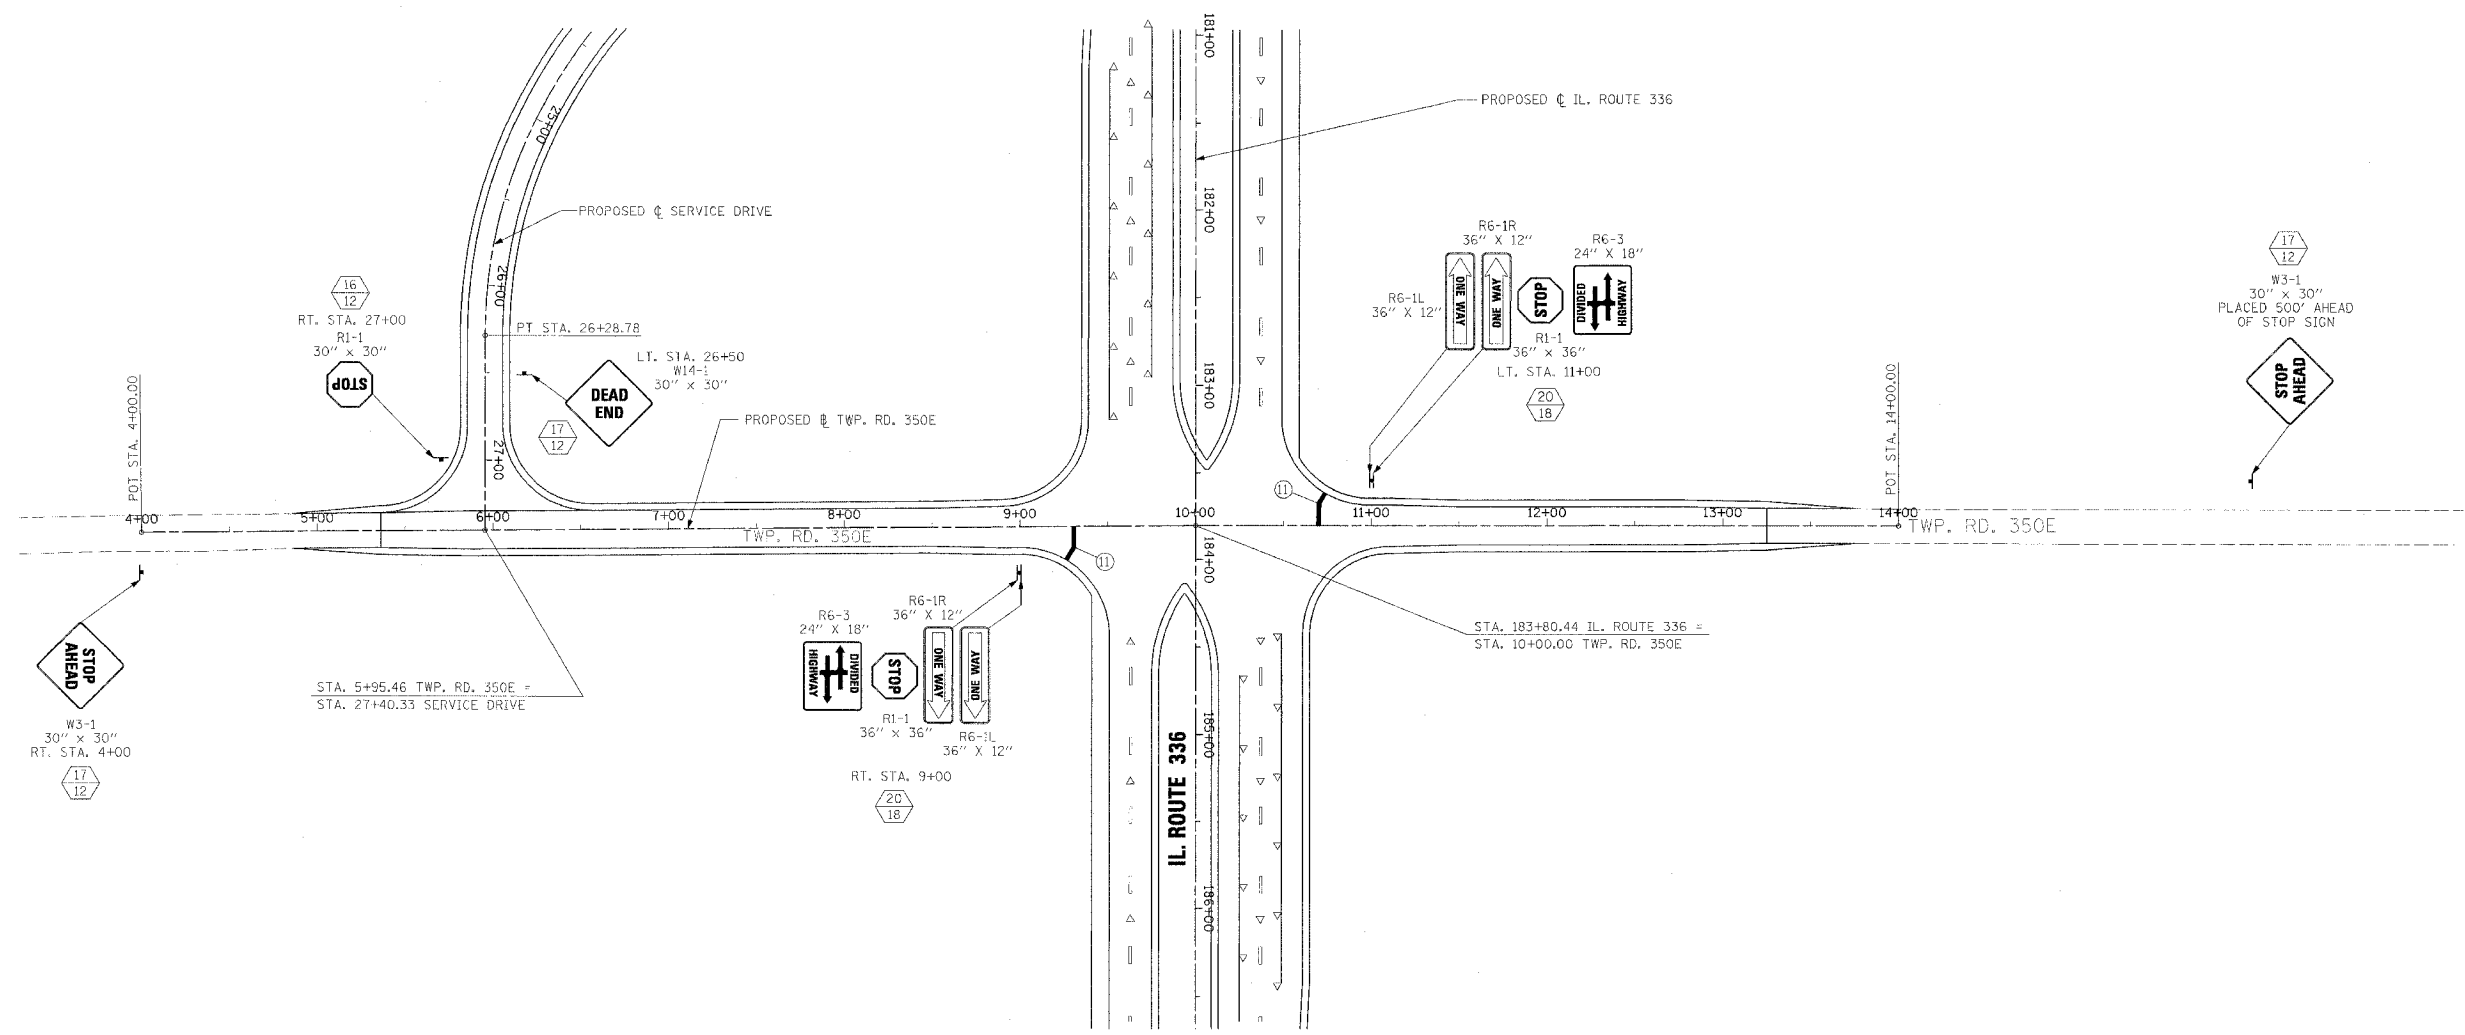 181+00
PROPOSED ℄ IL. ROUTE 336
25+00
182+00
PROPOSED ℄ SERVICE DRIVE
R6-1R
36" X 12"
R6-3
24" X 18"
17
12
W3-1
30" x 30"
PLACED 500' AHEAD
OF STOP SIGN
26+00
16
12
RT. STA. 27+00
R1-1
30" x 30"
STOP
R6-1L
36" X 12"
ONE WAY
ONE WAY
STOP
DIVIDED
HIGHWAY
PT STA. 26+28.78
R1-1
36" x 36"
LT. STA. 11+00
20
18
LT. STA. 26+50
W14-1
30" x 30"
DEAD
END
17
12
STOP
AHEAD
183+00
POT STA. 4+00.00
POT STA. 14+00.00
PROPOSED ⅊ TWP. RD. 350E
27+00
11
4+00
5+00
6+00
7+00
8+00
9+00
10+00
11+00
12+00
13+00
14+00
TWP. RD. 350E
TWP. RD. 350E
11
184+00
R6-1R
36" X 12"
R6-3
24" X 18"
HIGHWAY
DIVIDED
STOP
ONE WAY
ONE WAY
STA. 183+80.44 IL. ROUTE 336 =
STA. 10+00.00 TWP. RD. 350E
STOP
AHEAD
STA. 5+95.46 TWP. RD. 350E =
STA. 27+40.33 SERVICE DRIVE
W3-1
30" x 30"
RT. STA. 4+00
17
12
R1-1
36" x 36"
R6-1L
36" X 12"
RT. STA. 9+00
20
18
185+00
IL. ROUTE 336
186+00